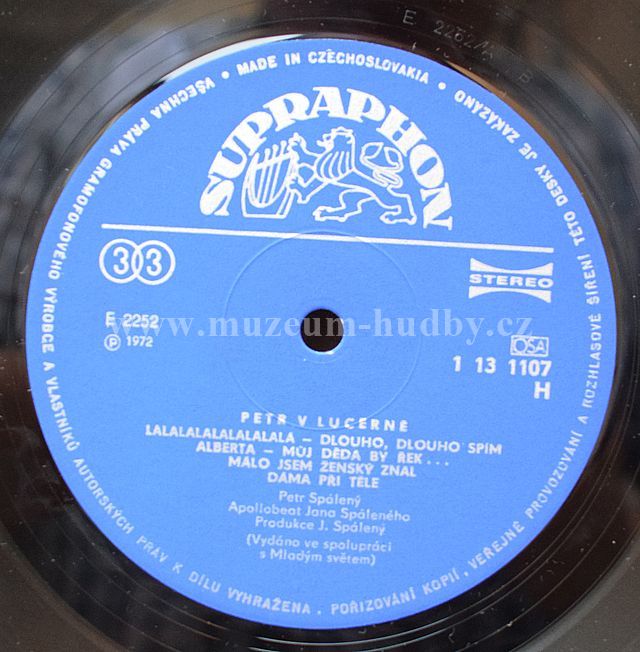 E 2252/A B
VŠECHNA PRÁVA GRAMOFONOVÉHO VÝROBCE A VLASTNÍKŮ AUTORSKÝCH PRÁV K DÍLU VYHRAŽENA . POŘIZOVÁNÍ KOPIÍ, VEŘEJNÉ PROVOZOVÁNÍ A ROZHLASOVÉ ŠÍŘENÍ TÉTO DESKY JE ZAKÁZÁNO • MADE IN CZECHOSLOVAKIA •
SUPRAPHON
33
STEREO
E 2252
www.muzeum-hudby.cz
Ⓟ 1972
OSA
1 13 1107
H
PETR V LUCERNĚ
LALALALALALALALALA – DLOUHO, DLOUHO SPÍM
ALBERTA – MŮJ DĚDA BY ŘEK . . .
MÁLO JSEM ŽENSKÝ ZNAL
DÁMA PŘI TĚLE
Petr Spálený
Apollobeat Jana Spáleného
Produkce J. Spálený
(Vydáno ve spolupráci
s Mladým světem)